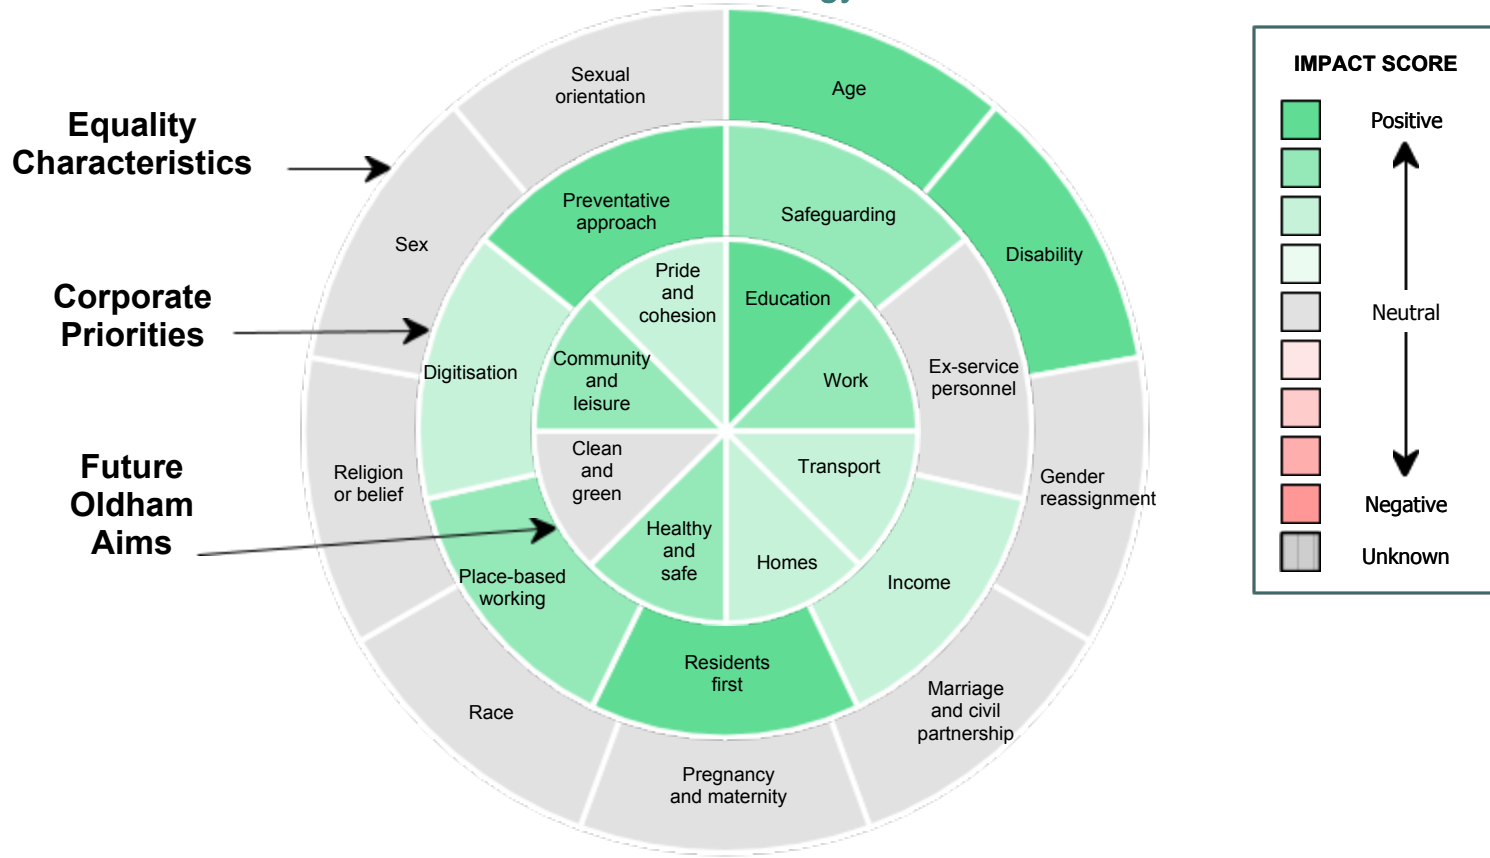 Equality
Characteristics
Corporate
Priorities
Future
Oldham
Aims
Sexual
orientation
Age
Disability
Gender
reassignment
Marriage
and civil
partnership
Pregnancy
and maternity
Race
Religion
or belief
Sex
Preventative
approach
Safeguarding
Ex-service
personnel
Income
Residents
first
Place-based
working
Digitisation
Pride
and
cohesion
Education
Work
Transport
Homes
Healthy
and
safe
Clean
and
green
Community
and
leisure
IMPACT SCORE
Positive
Neutral
Negative
Unknown